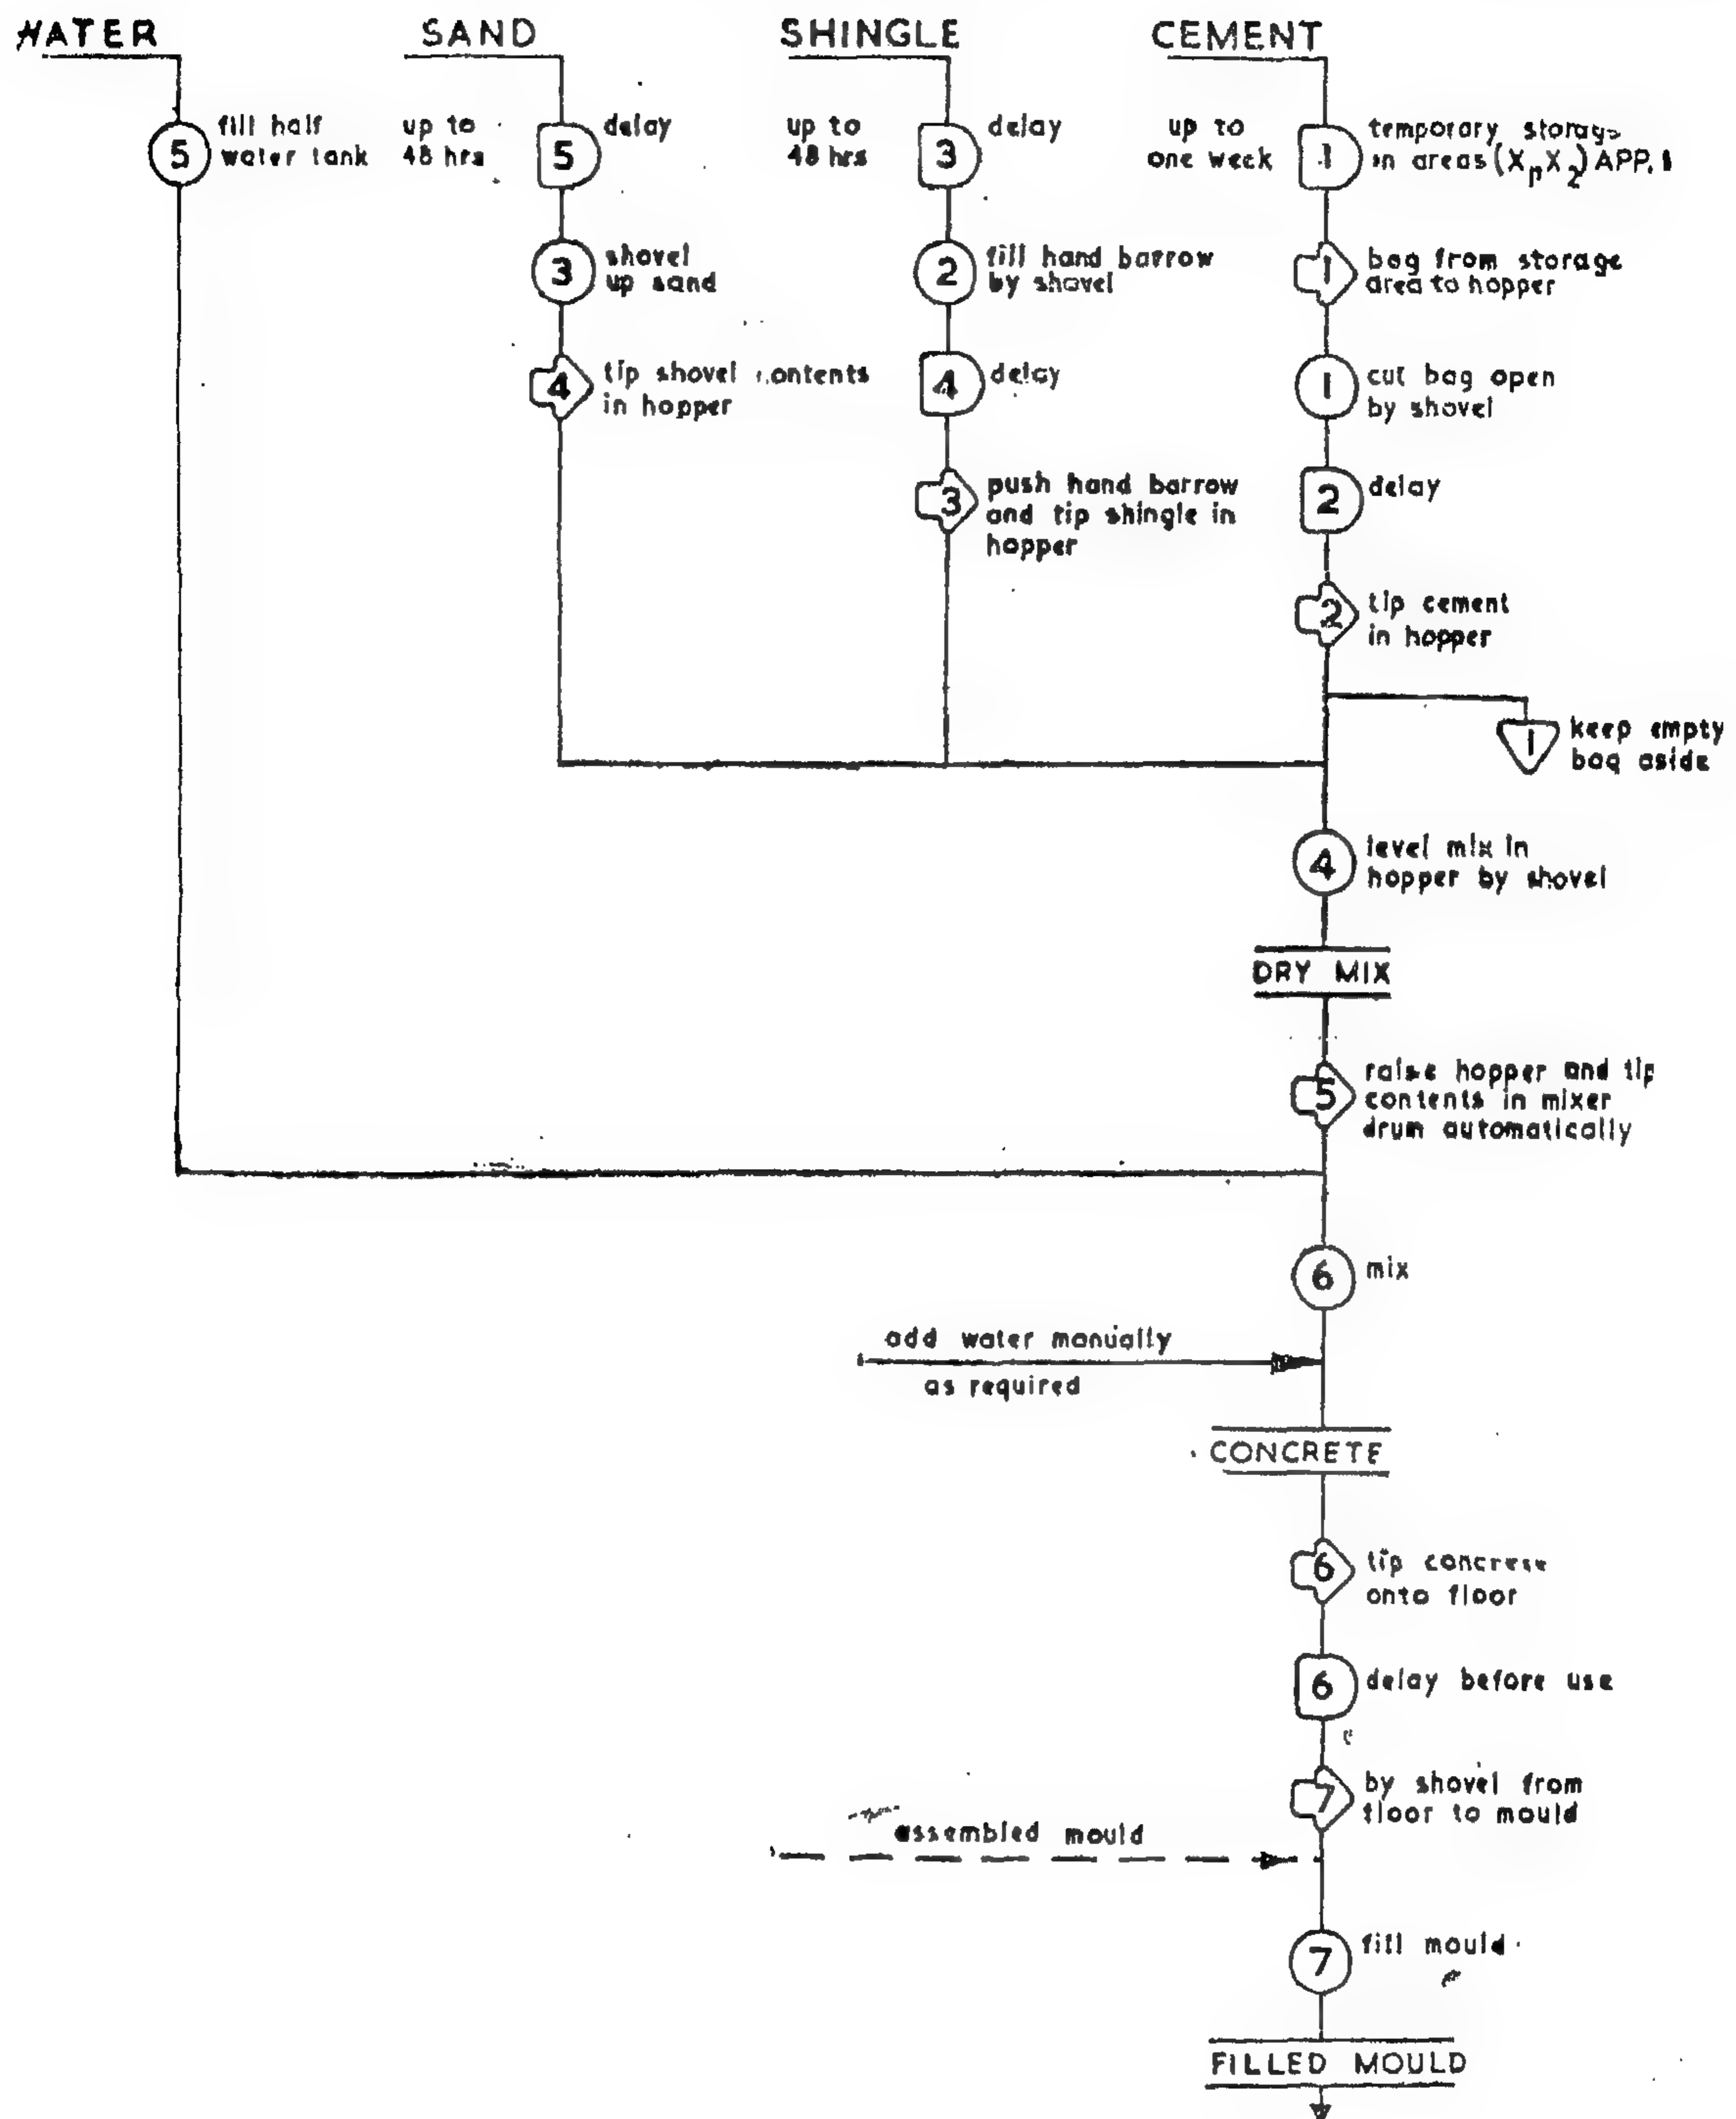 WATER
SAND
SHINGLE
CEMENT
5
fill half
water tank
up to
48 hrs
5
delay
up to
48 hrs
3
delay
up to
one week
1
temporary storage
in areas (X1, X2) APP. 1
3
shovel
up sand
2
fill hand barrow
by shovel
1
bag from storage
area to hopper
4
tip shovel contents
in hopper
4
delay
1
cut bag open
by shovel
3
push hand barrow
and tip shingle in
hopper
2
delay
2
tip cement
in hopper
1
keep empty
bag aside
4
level mix in
hopper by shovel
DRY MIX
5
raise hopper and tip
contents in mixer
drum automatically
6
mix
add water manually
as required
CONCRETE
6
tip concrete
onto floor
6
delay before use
7
by shovel from
floor to mould
assembled mould
7
fill mould
FILLED MOULD